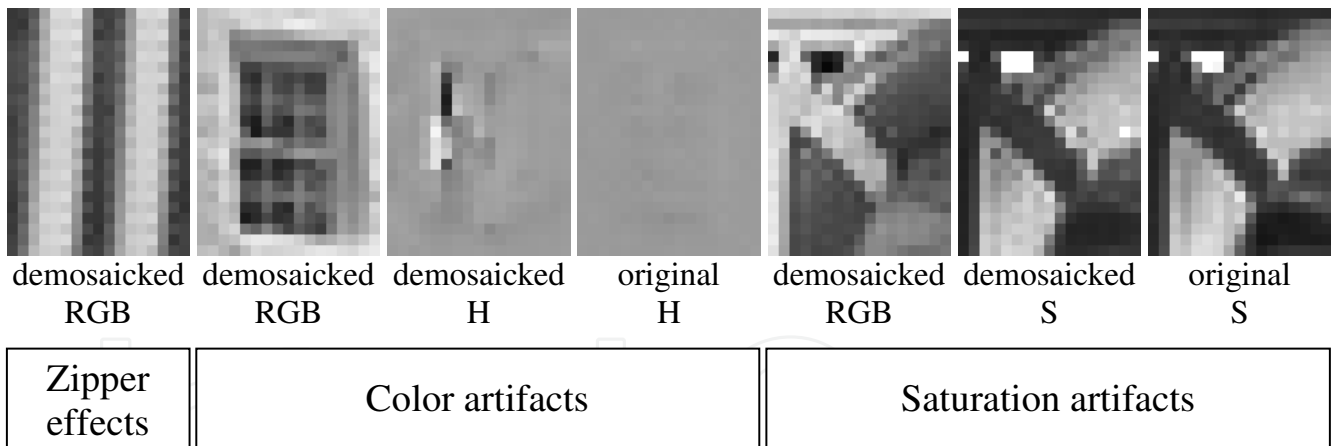 demosaicked demosaicked demosaicked original demosaicked demosaicked original
RGB RGB H H RGB S S
Zipper effects Color artifacts Saturation artifacts